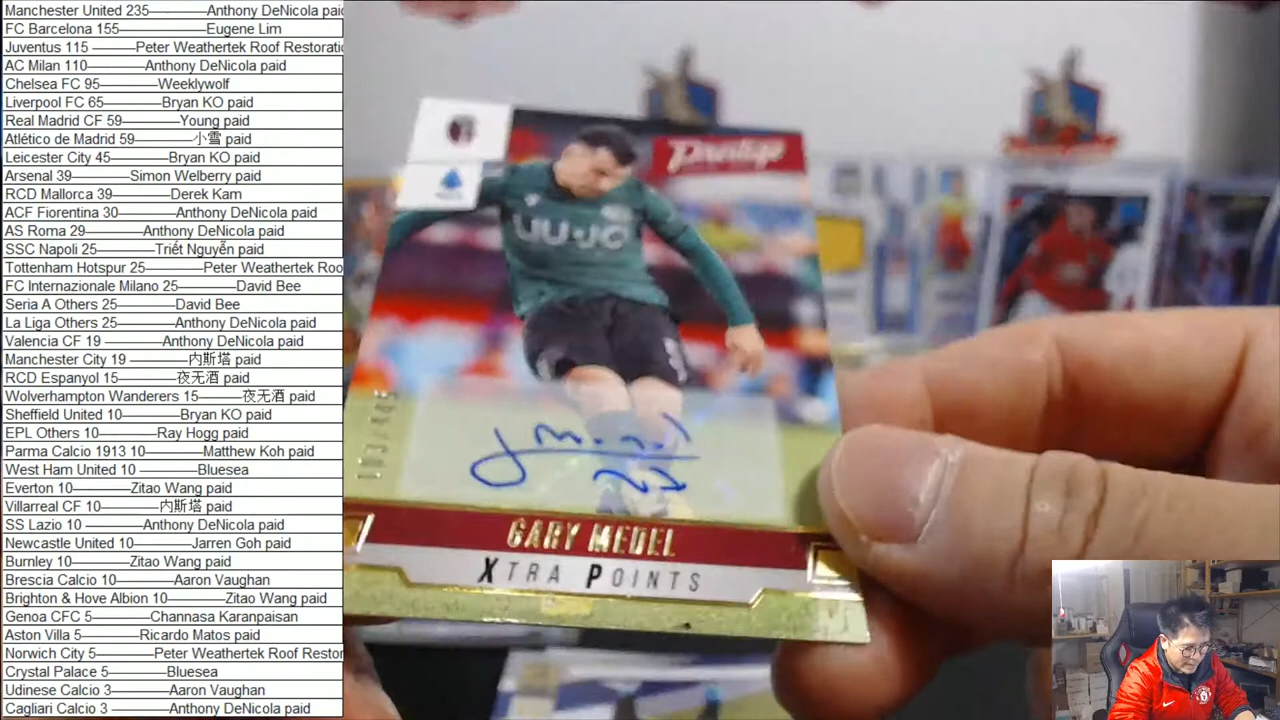 Manchester United 235———Anthony DeNicola paid
FC Barcelona 155———Eugene Lim
Juventus 115 ———Peter Weathertek Roof Restoratio
AC Milan 110———Anthony DeNicola paid
Chelsea FC 95———Weeklywolf
Liverpool FC 65———Bryan KO paid
Real Madrid CF 59———Young paid
Atlético de Madrid 59———小雪 paid
Leicester City 45———Bryan KO paid
Arsenal 39———Simon Welberry paid
RCD Mallorca 39———Derek Kam
ACF Fiorentina 30———Anthony DeNicola paid
AS Roma 29———Anthony DeNicola paid
SSC Napoli 25———Triết Nguyễn paid
Tottenham Hotspur 25———Peter Weathertek Roo
FC Internazionale Milano 25———David Bee
Seria A Others 25———David Bee
La Liga Others 25———Anthony DeNicola paid
Valencia CF 19 ———Anthony DeNicola paid
Manchester City 19 ———内斯塔 paid
RCD Espanyol 15———夜无酒 paid
Wolverhampton Wanderers 15———夜无酒 paid
Sheffield United 10———Bryan KO paid
EPL Others 10———Ray Hogg paid
Parma Calcio 1913 10———Matthew Koh paid
West Ham United 10 ———Bluesea
Everton 10———Zitao Wang paid
Villarreal CF 10———内斯塔 paid
SS Lazio 10 ———Anthony DeNicola paid
Newcastle United 10———Jarren Goh paid
Burnley 10———Zitao Wang paid
Brescia Calcio 10———Aaron Vaughan
Brighton & Hove Albion 10———Zitao Wang paid
Genoa CFC 5———Channasa Karanpaisan
Aston Villa 5———Ricardo Matos paid
Norwich City 5———Peter Weathertek Roof Restor
Crystal Palace 5———Bluesea
Udinese Calcio 3———Aaron Vaughan
Cagliari Calcio 3 ———Anthony DeNicola paid
Prestige
LIU·JO
GARY MEDEL
XTRA POINTS